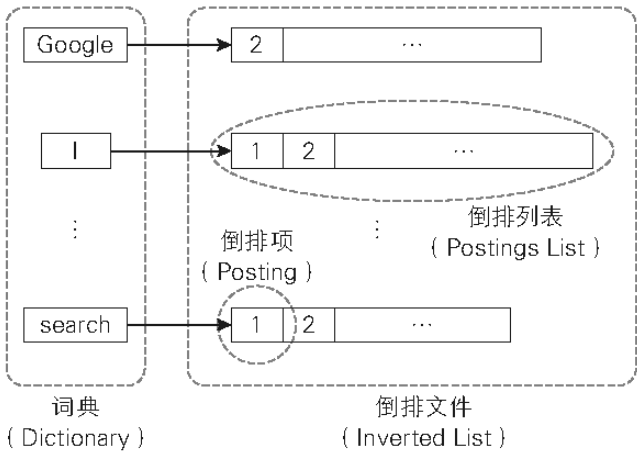 Google 2 …
I 1 2 …
⋮ ⋮ 倒排列表
( Postings List )
倒排项
( Posting )
search 1 2 …
词典 倒排文件
( Dictionary ) ( Inverted List )